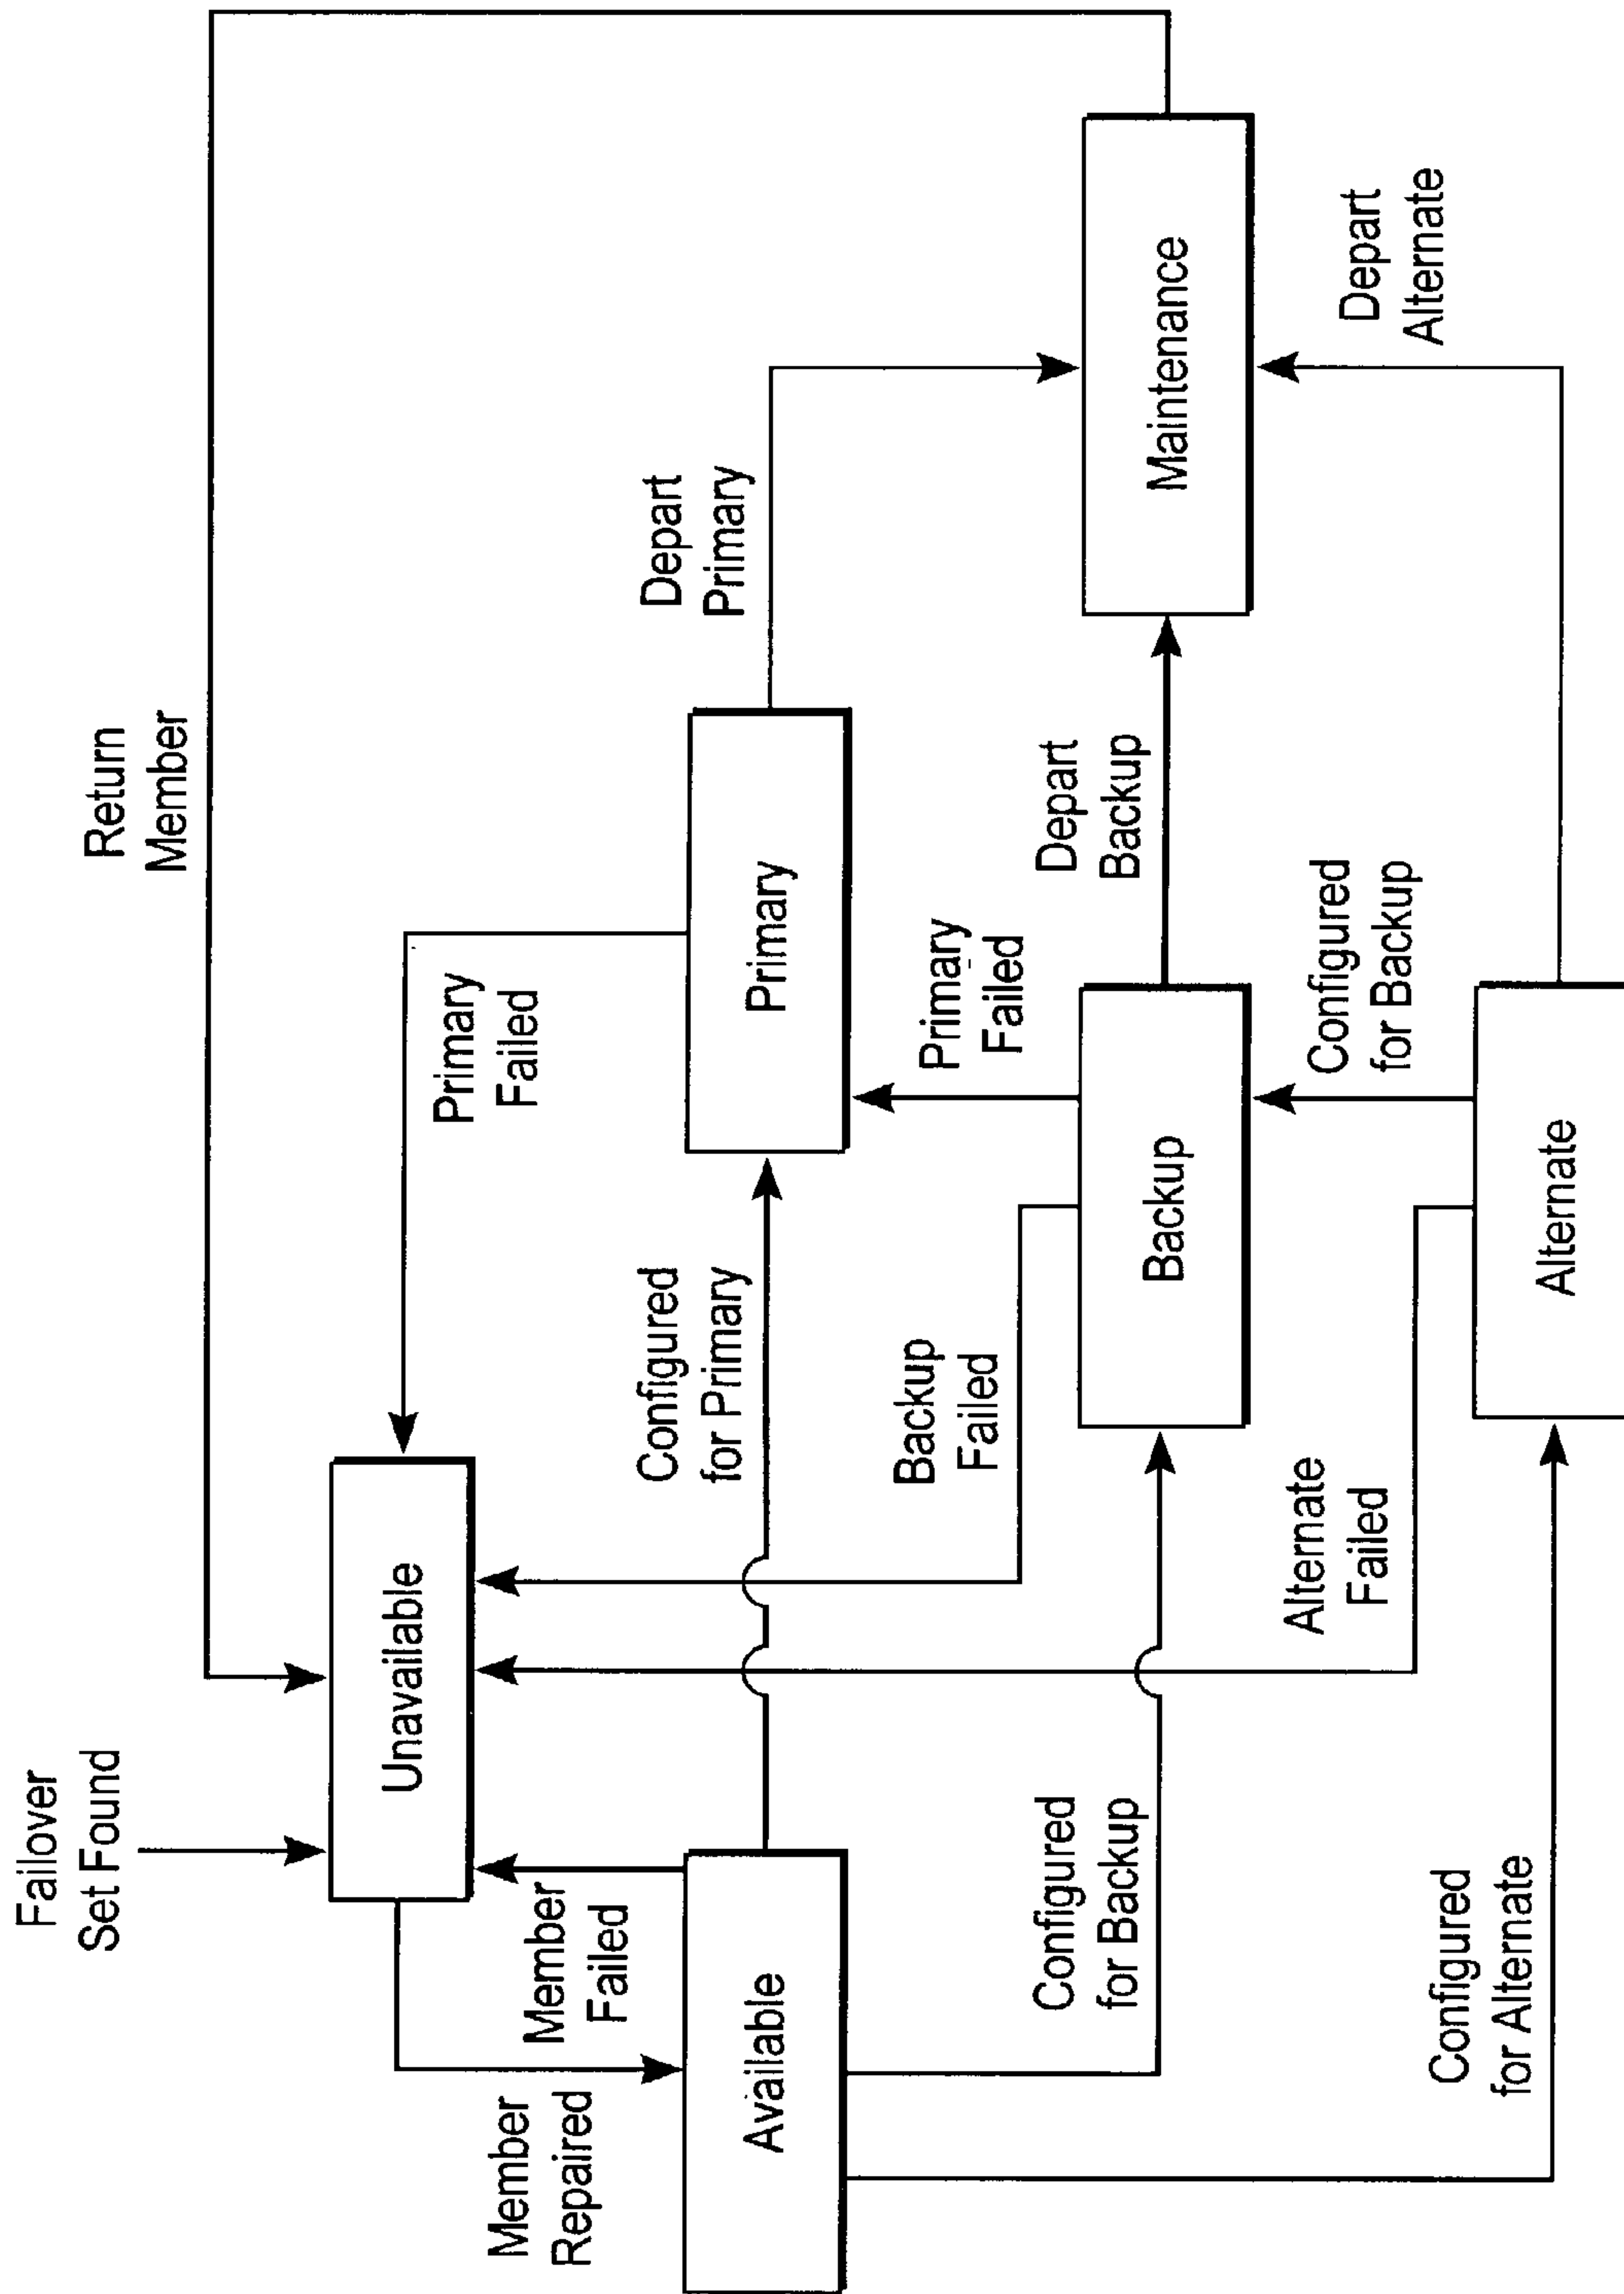 Failover
Set Found
Return
Member
Unavailable
Member
Repaired
Member
Failed
Primary
Failed
Available
Configured
for Primary
Primary
Depart
Primary
Configured
for Backup
Backup
Failed
Primary
Failed
Backup
Depart
Backup
Maintenance
Alternate
Failed
Configured
for Backup
Depart
Alternate
Configured
for Alternate
Alternate